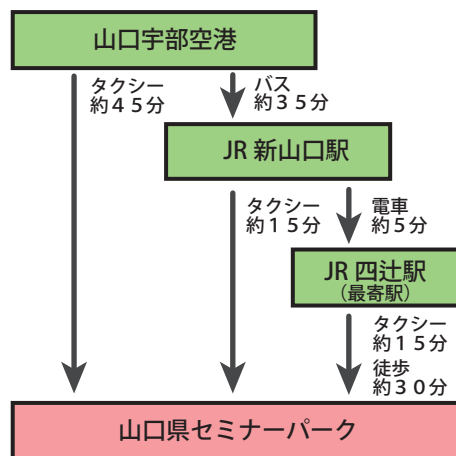 山口宇部空港
タクシー
約４５分
バス
約３５分
JR 新山口駅
タクシー
約１５分
電車
約５分
JR 四辻駅
（最寄駅）
タクシー
約１５分
徒歩
約３０分
山口県セミナーパーク